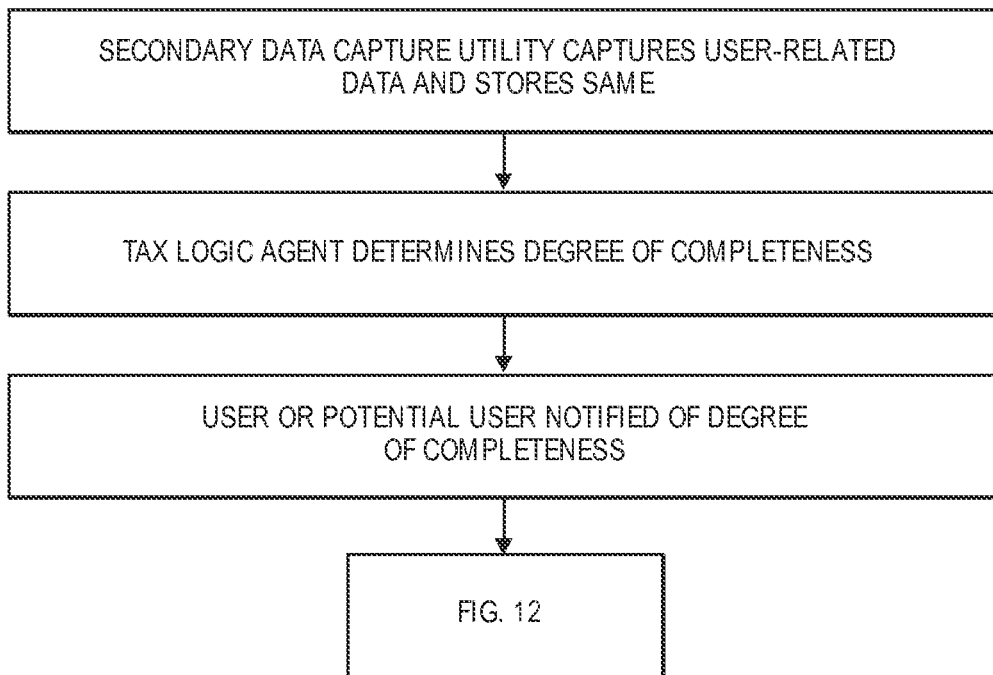 SECONDARY DATA CAPTURE UTILITY CAPTURES USER-RELATED
DATA AND STORES SAME
TAX LOGIC AGENT DETERMINES DEGREE OF COMPLETENESS
USER OR POTENTIAL USER NOTIFIED OF DEGREE
OF COMPLETENESS
FIG. 12